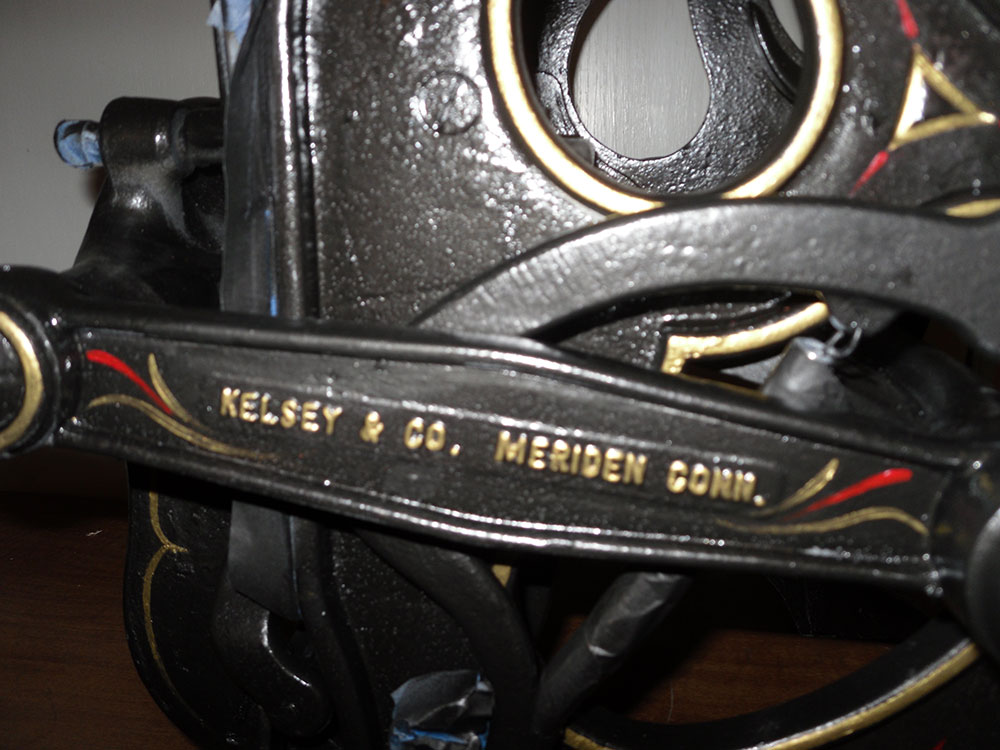 KELSEY & CO. MERIDEN CONN.